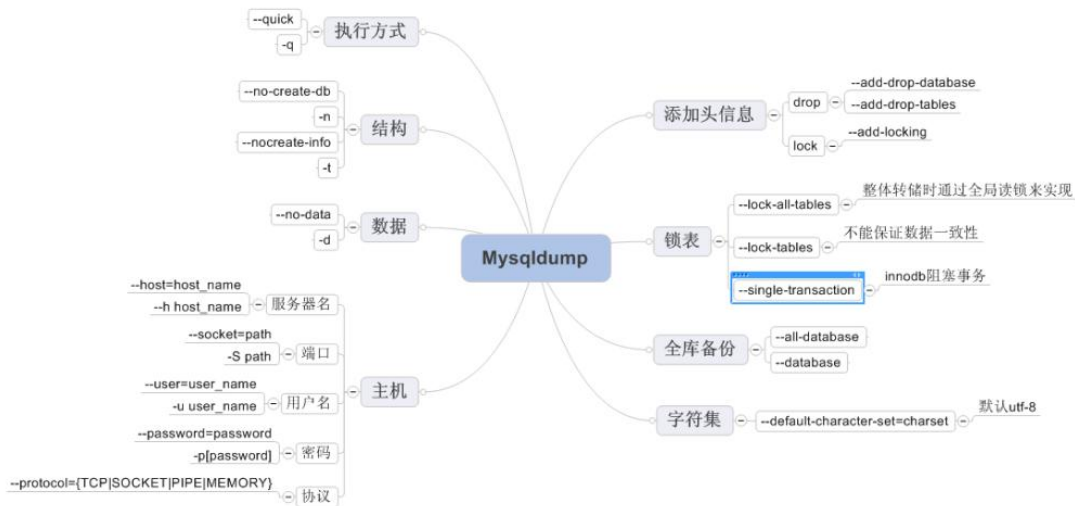 Mysqldump
执行方式
--quick
-q
结构
--no-create-db
-n
--nocreate-info
-t
数据
--no-data
-d
主机
服务器名
--host=host_name
--h host_name
端口
--socket=path
-S path
用户名
--user=user_name
-u user_name
密码
--password=password
-p[password]
协议
--protocol={TCP|SOCKET|PIPE|MEMORY}
添加头信息
drop
--add-drop-database
--add-drop-tables
lock
--add-locking
锁表
--lock-all-tables
整体转储时通过全局读锁来实现
--lock-tables
不能保证数据一致性
--single-transaction
innodb阻塞事务
全库备份
--all-database
--database
字符集
--default-character-set=charset
默认utf-8